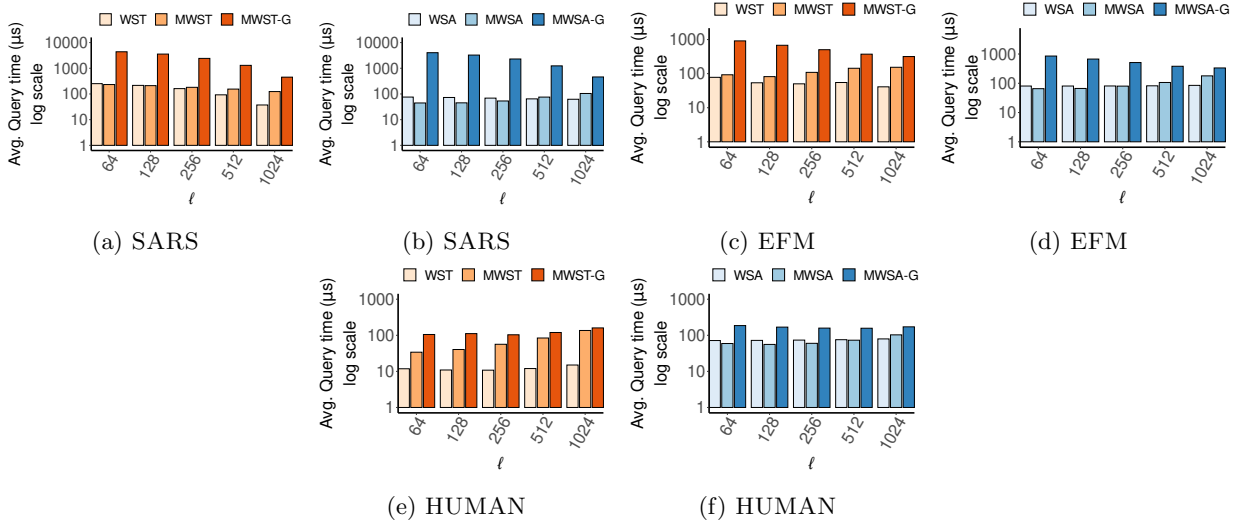 WST MWST MWST-G
Avg. Query time (µs)
log scale
10000
1000
100
10
1
64 128 256 512 1024
ℓ
(a) SARS
WSA MWSA MWSA-G
Avg. Query time (µs)
log scale
10000
1000
100
10
1
64 128 256 512 1024
ℓ
(b) SARS
WST MWST MWST-G
Avg. Query time (µs)
log scale
1000
100
10
1
64 128 256 512 1024
ℓ
(c) EFM
WSA MWSA MWSA-G
Avg. Query time (µs)
log scale
1000
100
10
1
64 128 256 512 1024
ℓ
(d) EFM
WST MWST MWST-G
Avg. Query time (µs)
log scale
1000
100
10
1
64 128 256 512 1024
ℓ
(e) HUMAN
WSA MWSA MWSA-G
Avg. Query time (µs)
log scale
1000
100
10
1
64 128 256 512 1024
ℓ
(f) HUMAN